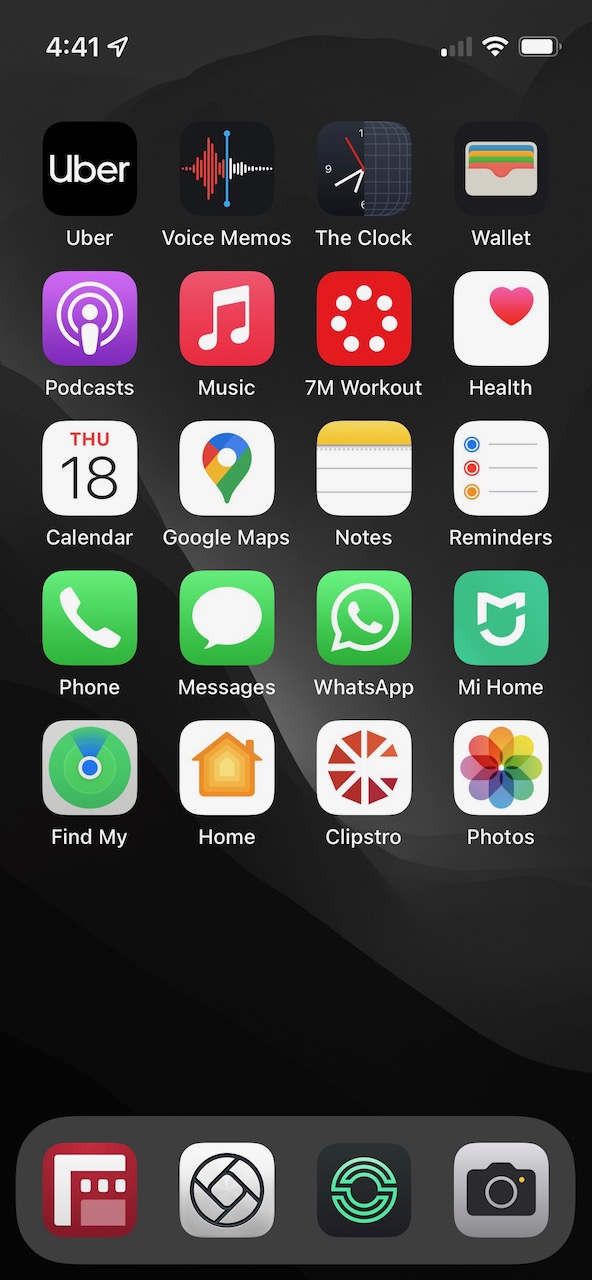 4:41
Uber
1
9
6
Uber Voice Memos The Clock Wallet
Podcasts Music 7M Workout Health
THU
18
Calendar Google Maps Notes Reminders
Phone Messages WhatsApp Mi Home
Find My Home Clipstro Photos